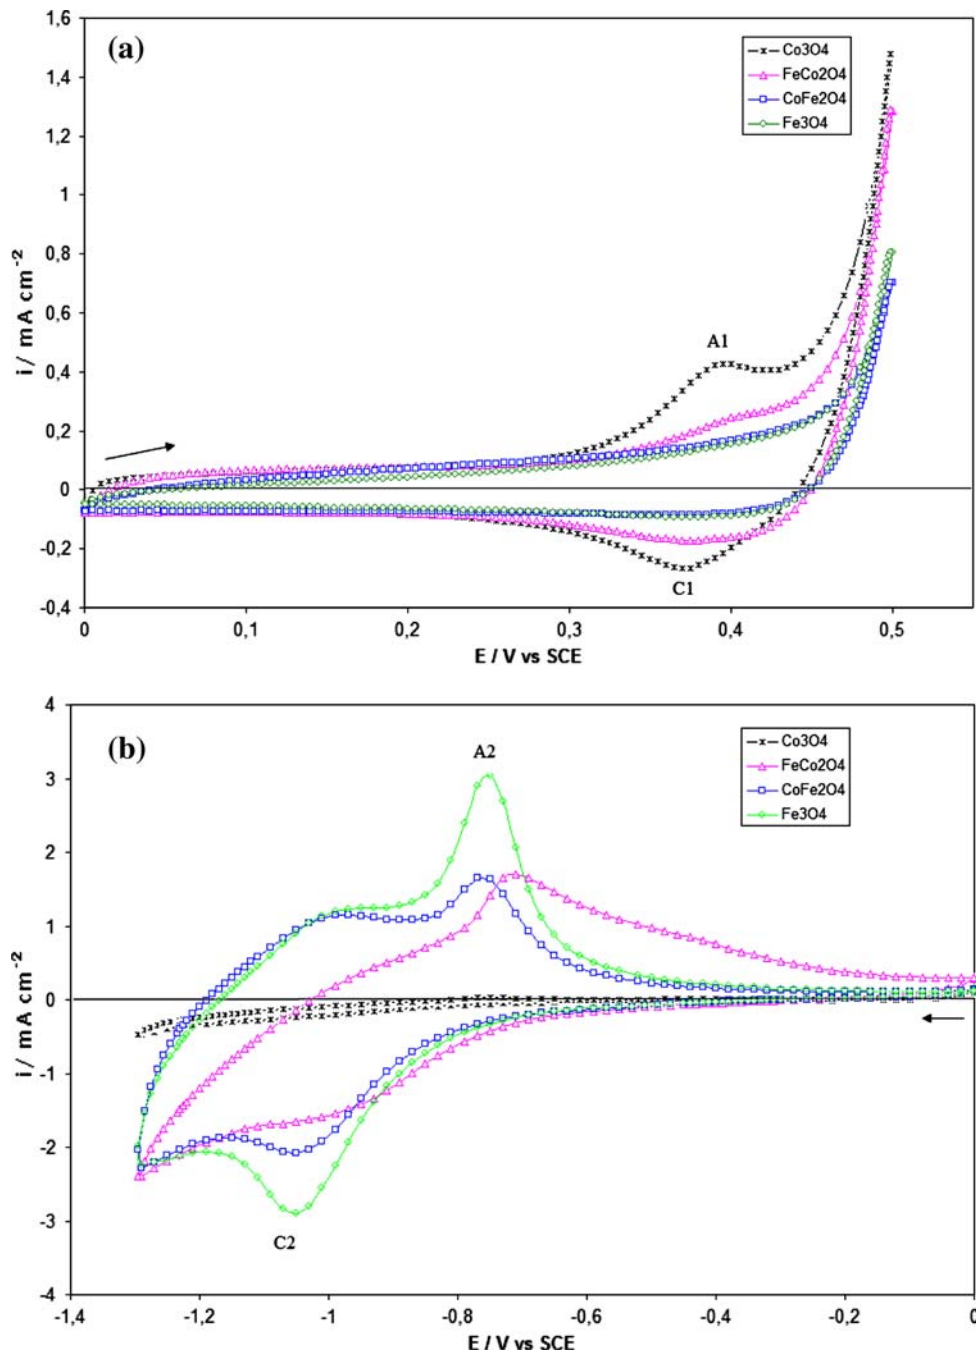 (a)
1,6
1,4
1,2
1
0,8
0,6
0,4
0,2
0
-0,2
-0,4
i / mA cm-2
Co3O4
FeCo2O4
CoFe2O4
Fe3O4
A1
C1
0 0,1 0,2 0,3 0,4 0,5
E / V vs SCE
(b)
4
3
2
1
0
-1
-2
-3
-4
i / mA cm-2
Co3O4
FeCo2O4
CoFe2O4
Fe3O4
A2
C2
-1,4 -1,2 -1 -0,8 -0,6 -0,4 -0,2 0
E / V vs SCE